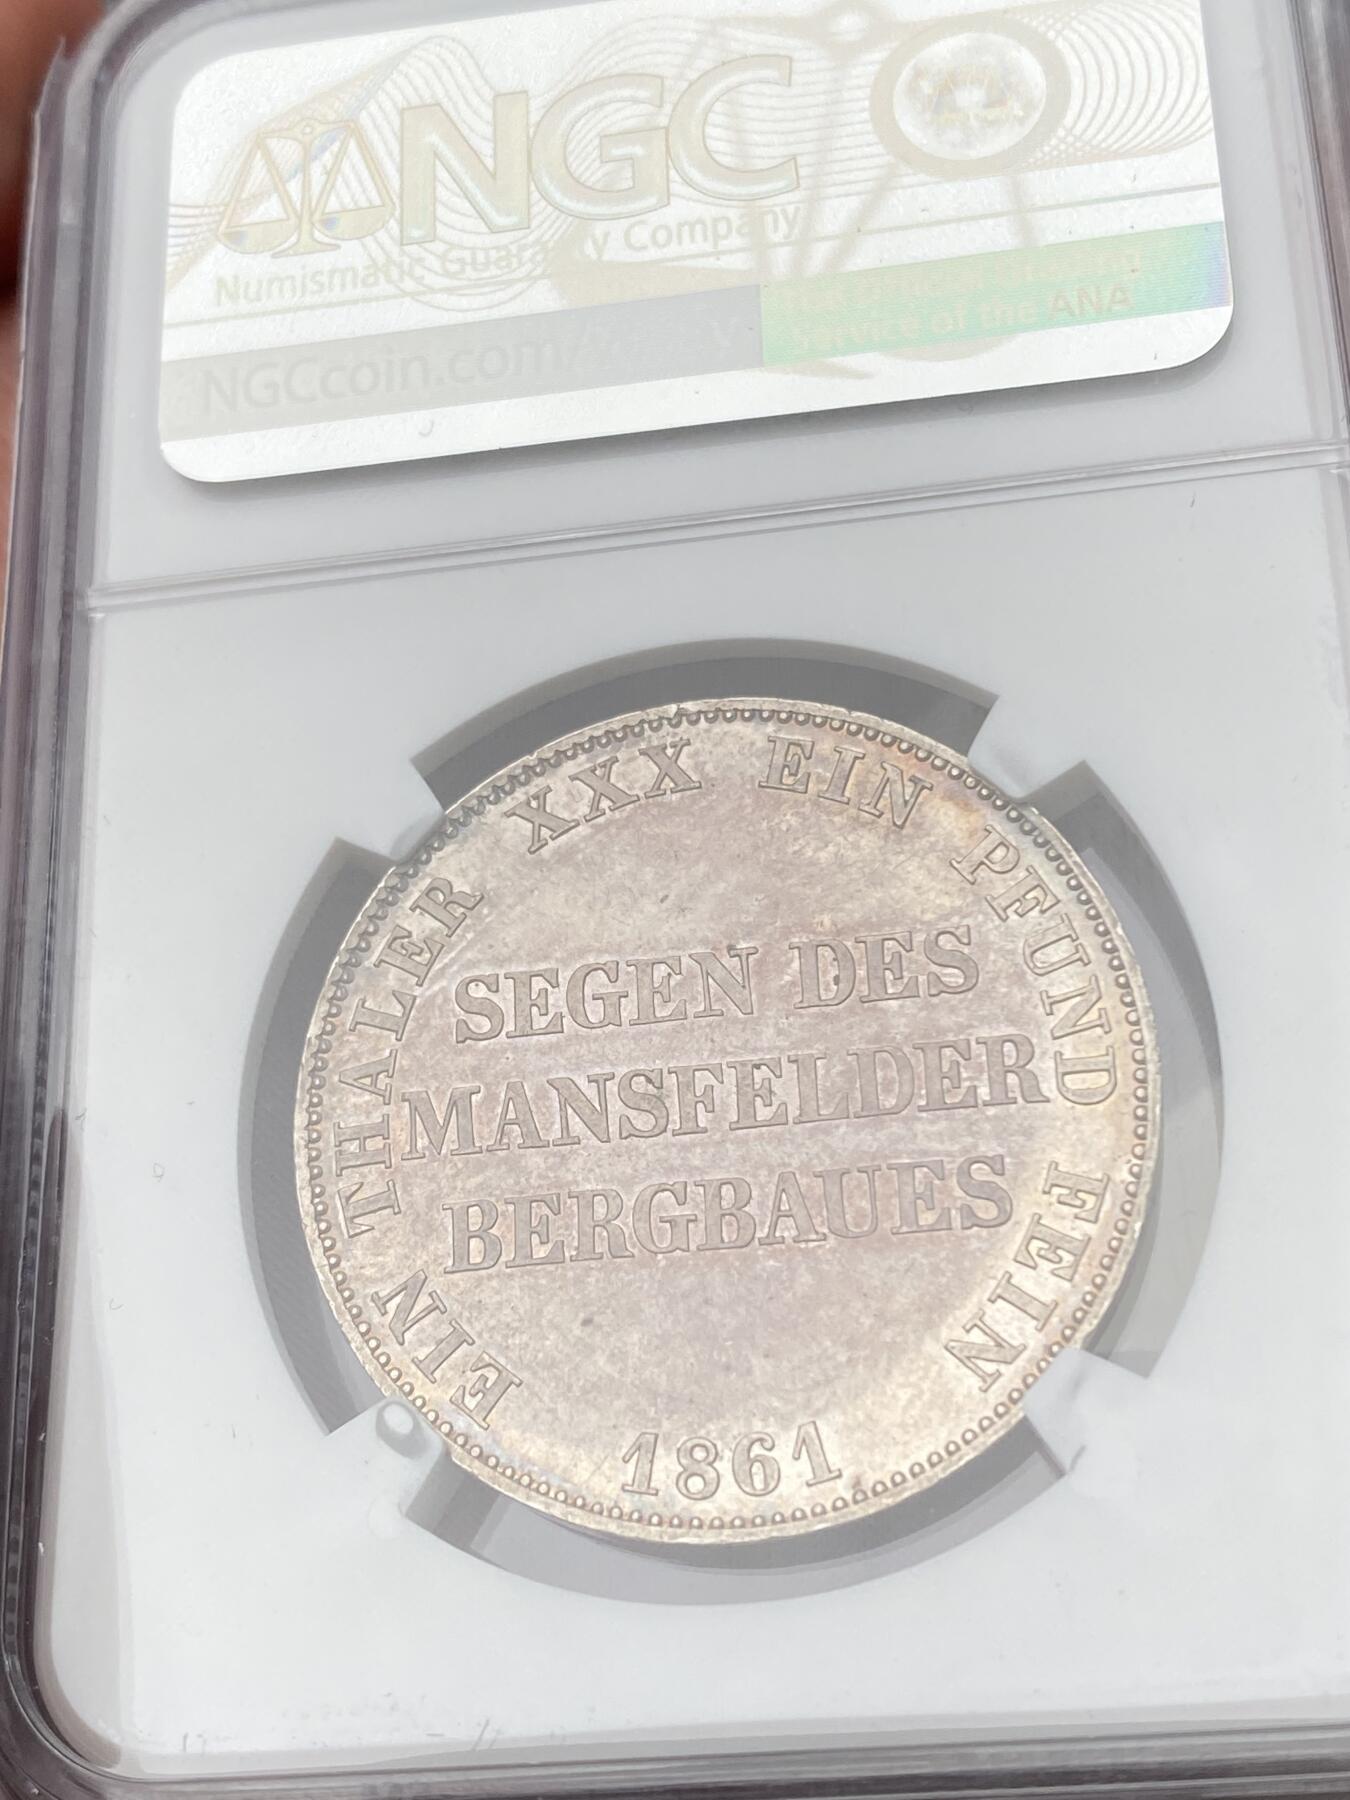 NGC
Numismatic Guaranty Company
NGCcoin.com
Service of the ANA
EIN THALER XXX EIN PFUND FEIN
SEGEN DES
MANSFELDER
BERGBAUES
1861